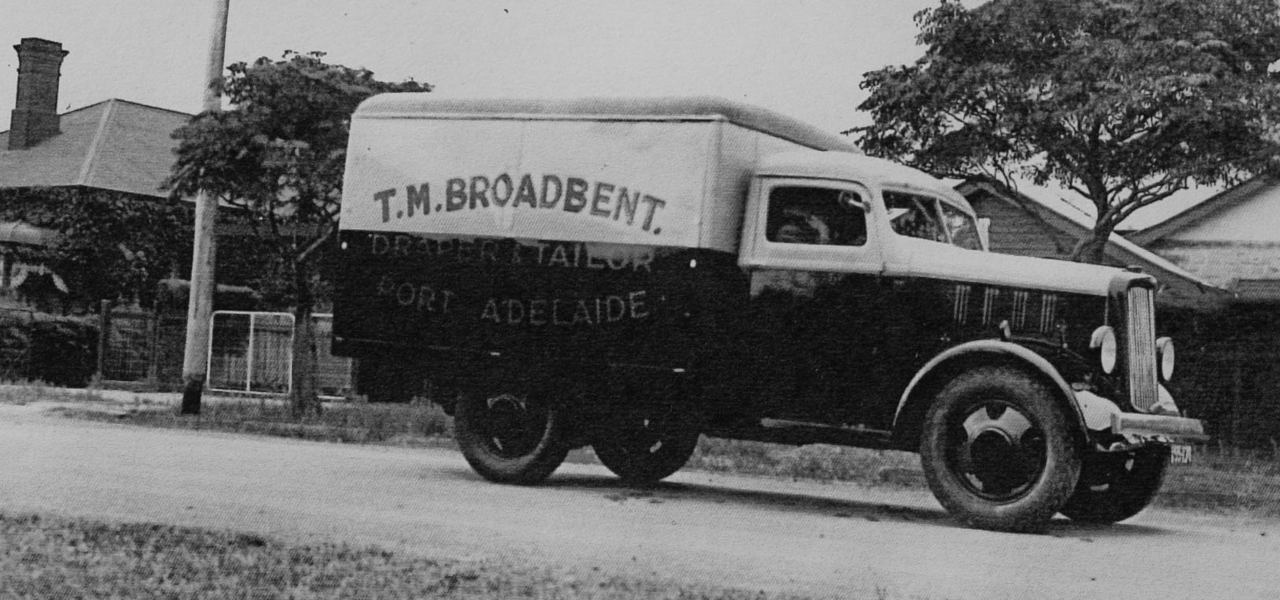 T.M. BROADBENT.
DRAPER & TAILOR
PORT ADELAIDE